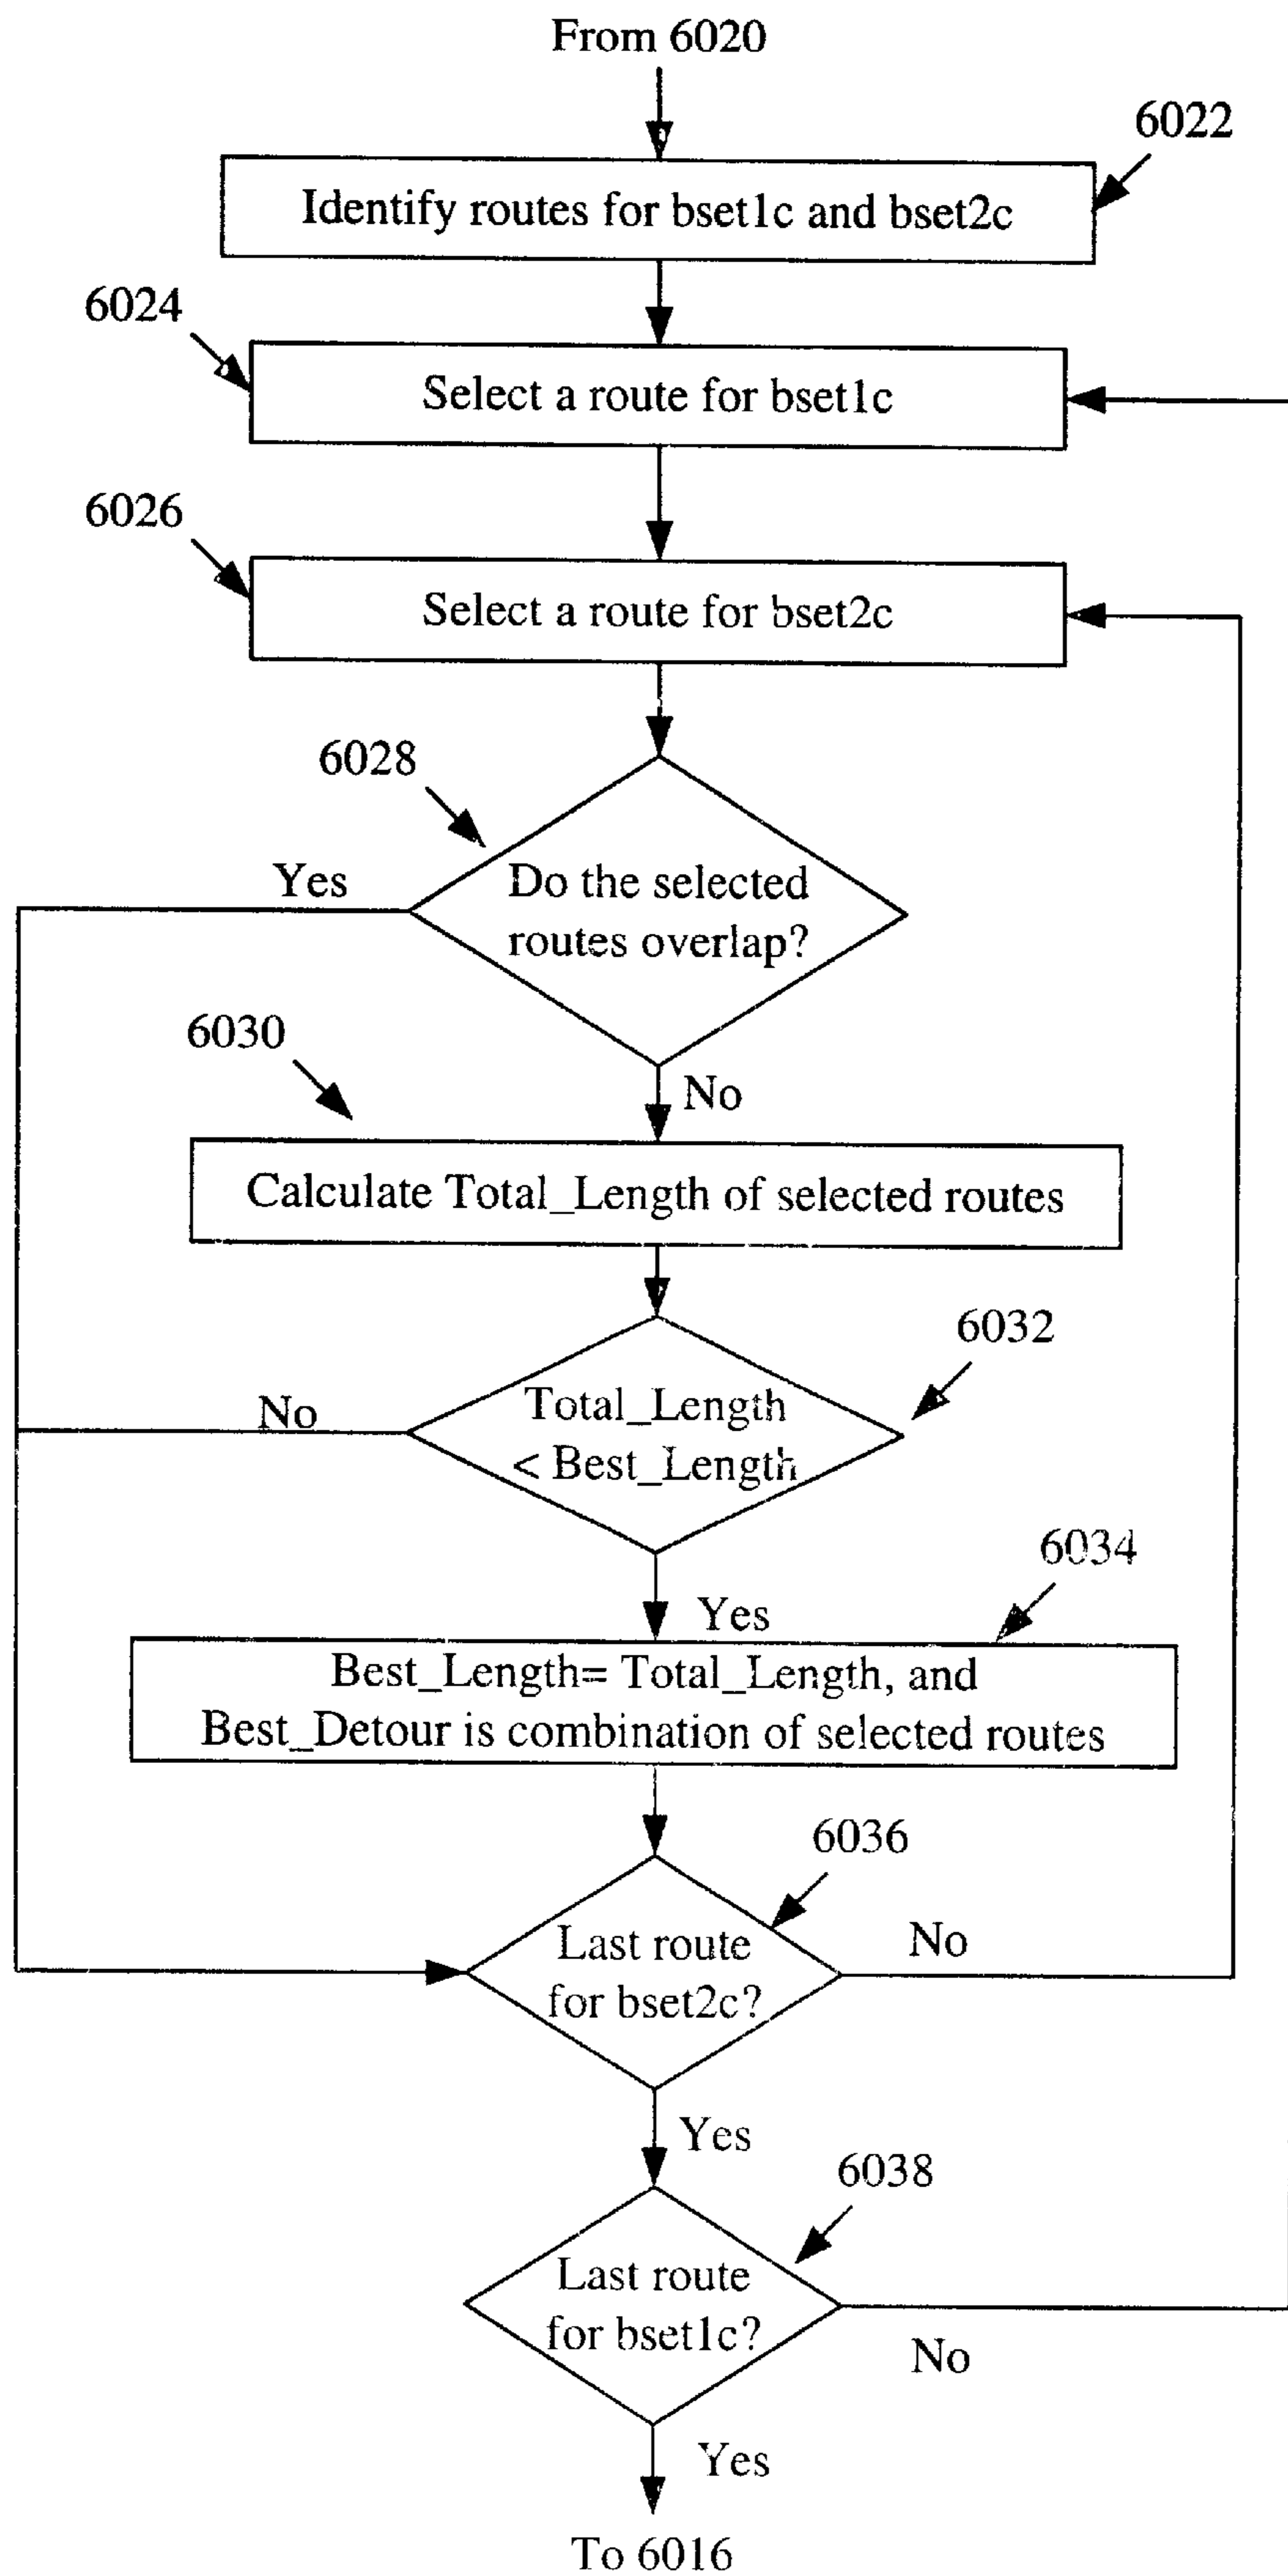 From 6020
6022
Identify routes for bset1c and bset2c
6024
Select a route for bset1c
6026
Select a route for bset2c
6028
Yes
Do the selected
routes overlap?
6030
No
Calculate Total_Length of selected routes
6032
No
Total_Length
< Best_Length
6034
Yes
Best_Length= Total_Length, and
Best_Detour is combination of selected routes
6036
Last route
for bset2c?
No
Yes
6038
Last route
for bset1c?
No
Yes
To 6016